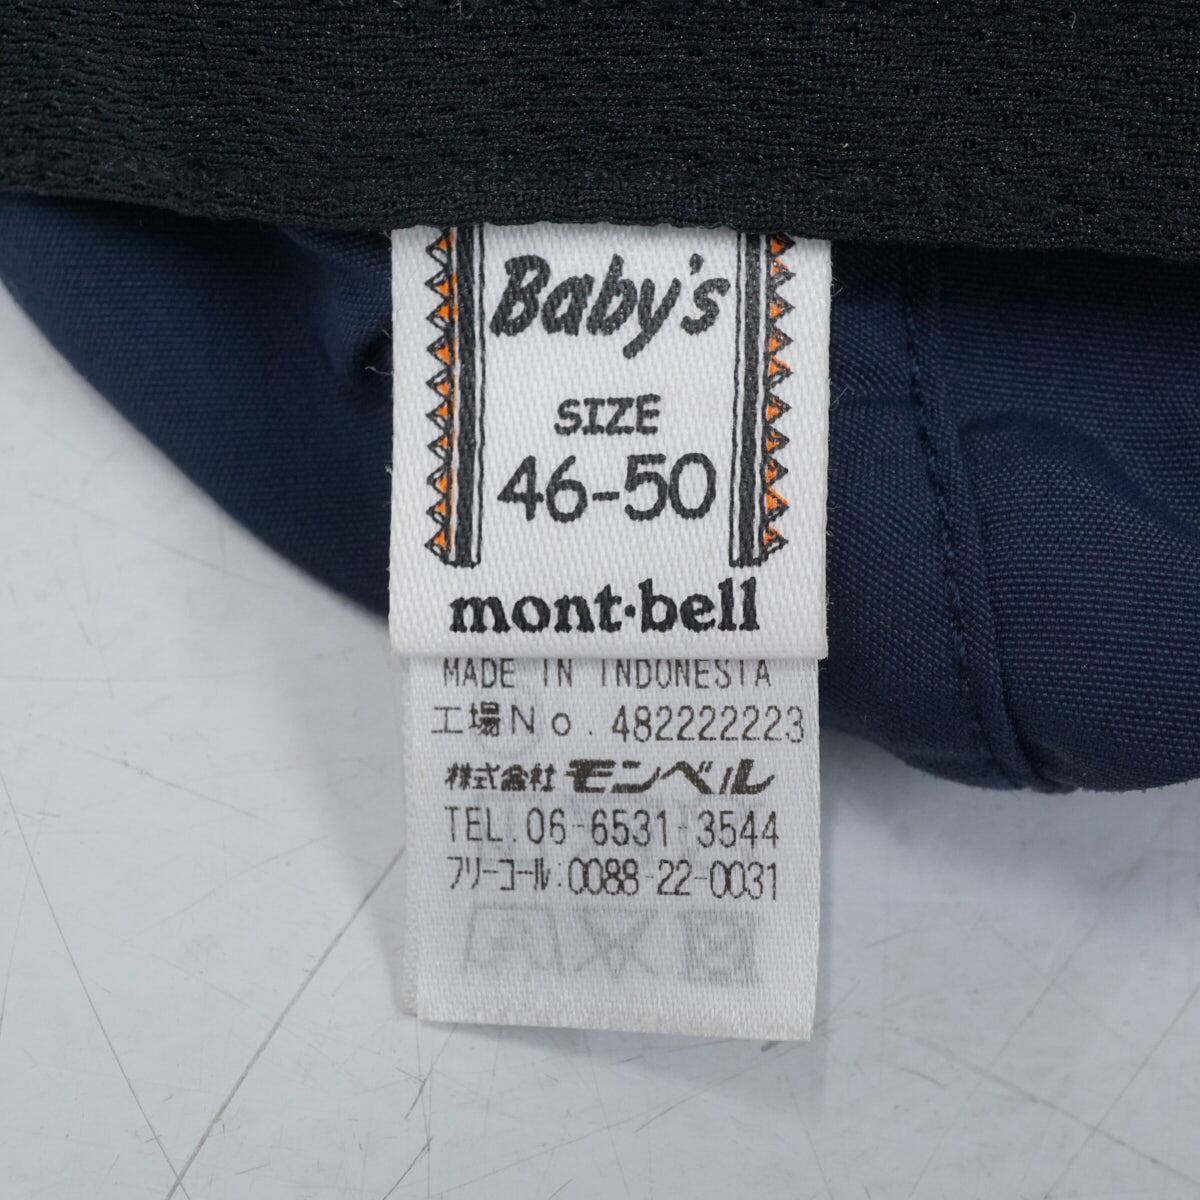 Baby's
SIZE
46-50
mont·bell
MADE IN INDONESIA
工場No. 482222223
株式会社モンベル
TEL. 06-6531-3544
フリーコール:0088-22-0031